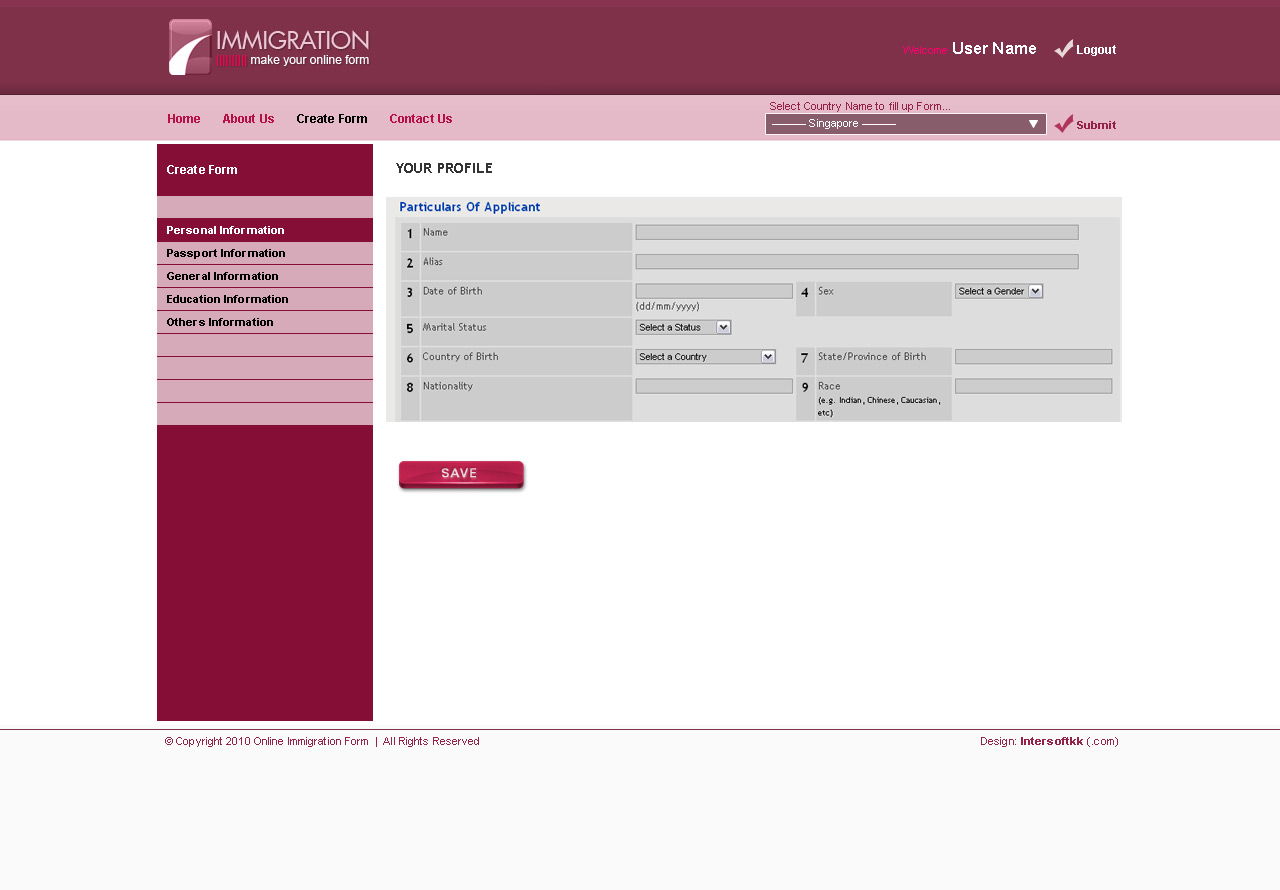 IMMIGRATION
make your online form
Welcome User Name Logout
Home About Us Create Form Contact Us
Select Country Name to fill up Form...
——— Singapore ———
Submit
Create Form
Personal Information
Passport Information
General Information
Education Information
Others Information
YOUR PROFILE
Particulars Of Applicant
1 Name
2 Alias
3 Date of Birth
(dd/mm/yyyy)
4 Sex Select a Gender
5 Marital Status Select a Status
6 Country of Birth Select a Country 7 State/Province of Birth
8 Nationality 9 Race
(e.g. Indian, Chinese, Caucasian,
etc)
SAVE
© Copyright 2010 Online Immigration Form | All Rights Reserved
Design: Intersoftkk (.com)